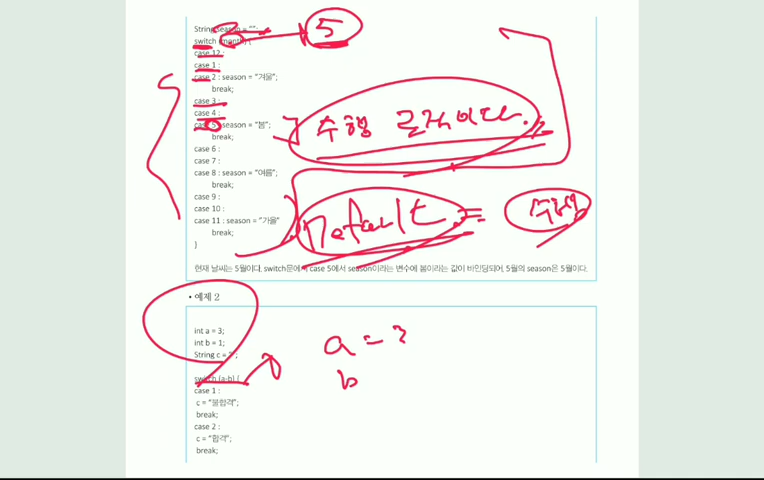 String season = "";
switch (month) {
5
case 12 :
case 1 :
case 2 : season = "겨울";
break;
case 3 :
case 4 :
case 5 : season = "봄";
수행 로직이다.
break;
case 6 :
case 7 :
case 8 : season = "여름";
break;
case 9 :
case 10 :
case 11 : season = "가을"
Default = 수행
break;
}
현재 날씨는 5월이다. switch문에서 case 5에서 season이라는 변수에 봄이라는 값이 바인딩되어, 5월의 season은 5월이다.
• 예제 2
int a = 3;
int b = 1;
String c =
a = 3
switch (a-b) {
b
case 1 :
c = "불합격";
break;
case 2 :
c = "합격";
break;